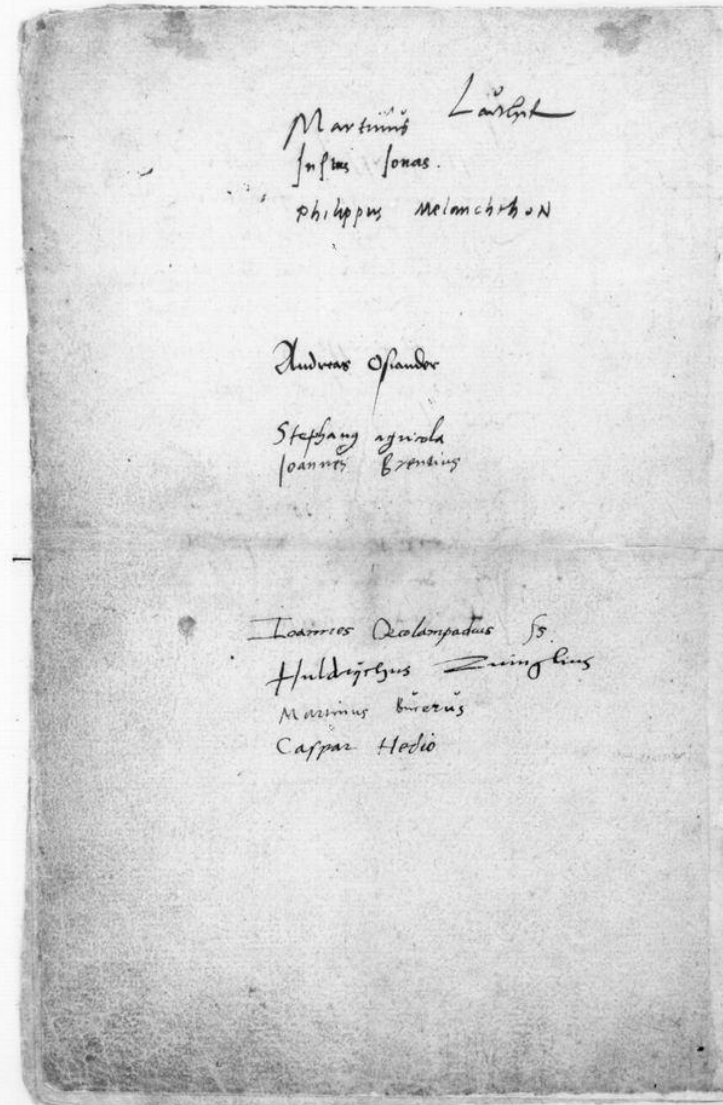 Martinus Luther
Justus Jonas.
Philippus Melanchthon
Andreas Osiander
Stephanus agricola
Joannes Brentius
Ioannes Oecolampadius ss.
Huldrychus Zuinglius
Martinus Bucerus
Caspar Hedio